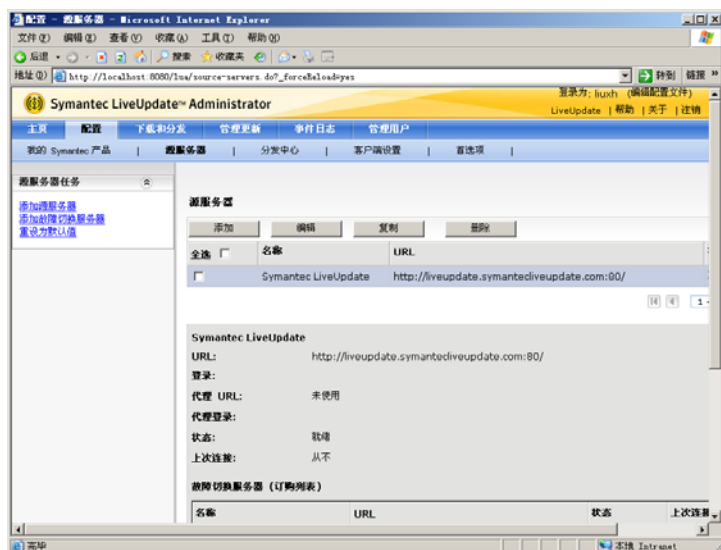 配置 - 源服务器 - Microsoft Internet Explorer
文件(F) 编辑(E) 查看(V) 收藏(A) 工具(T) 帮助(H)
后退 搜索 收藏夹
地址(D) http://localhost:8080/lua/source-servers.do?_forceReload=yes 转到 链接 »
Symantec LiveUpdate™ Administrator
登录为: liuxh (编辑配置文件)
LiveUpdate | 帮助 | 关于 | 注销
主页 配置 下载和分发 管理更新 事件日志 管理用户
我的 Symantec 产品 | 源服务器 | 分发中心 | 客户端设置 | 首选项 |
源服务器任务
添加源服务器
添加故障切换服务器
重设为默认值
源服务器
添加 编辑 复制 删除
全选 名称 URL
Symantec LiveUpdate http://liveupdate.symantecliveupdate.com:80/
1
Symantec LiveUpdate
URL: http://liveupdate.symantecliveupdate.com:80/
登录:
代理 URL: 未使用
代理登录:
状态: 就绪
上次连接: 从不
故障切换服务器 (订购列表)
名称 URL 状态 上次连接
完毕 本地 Intranet